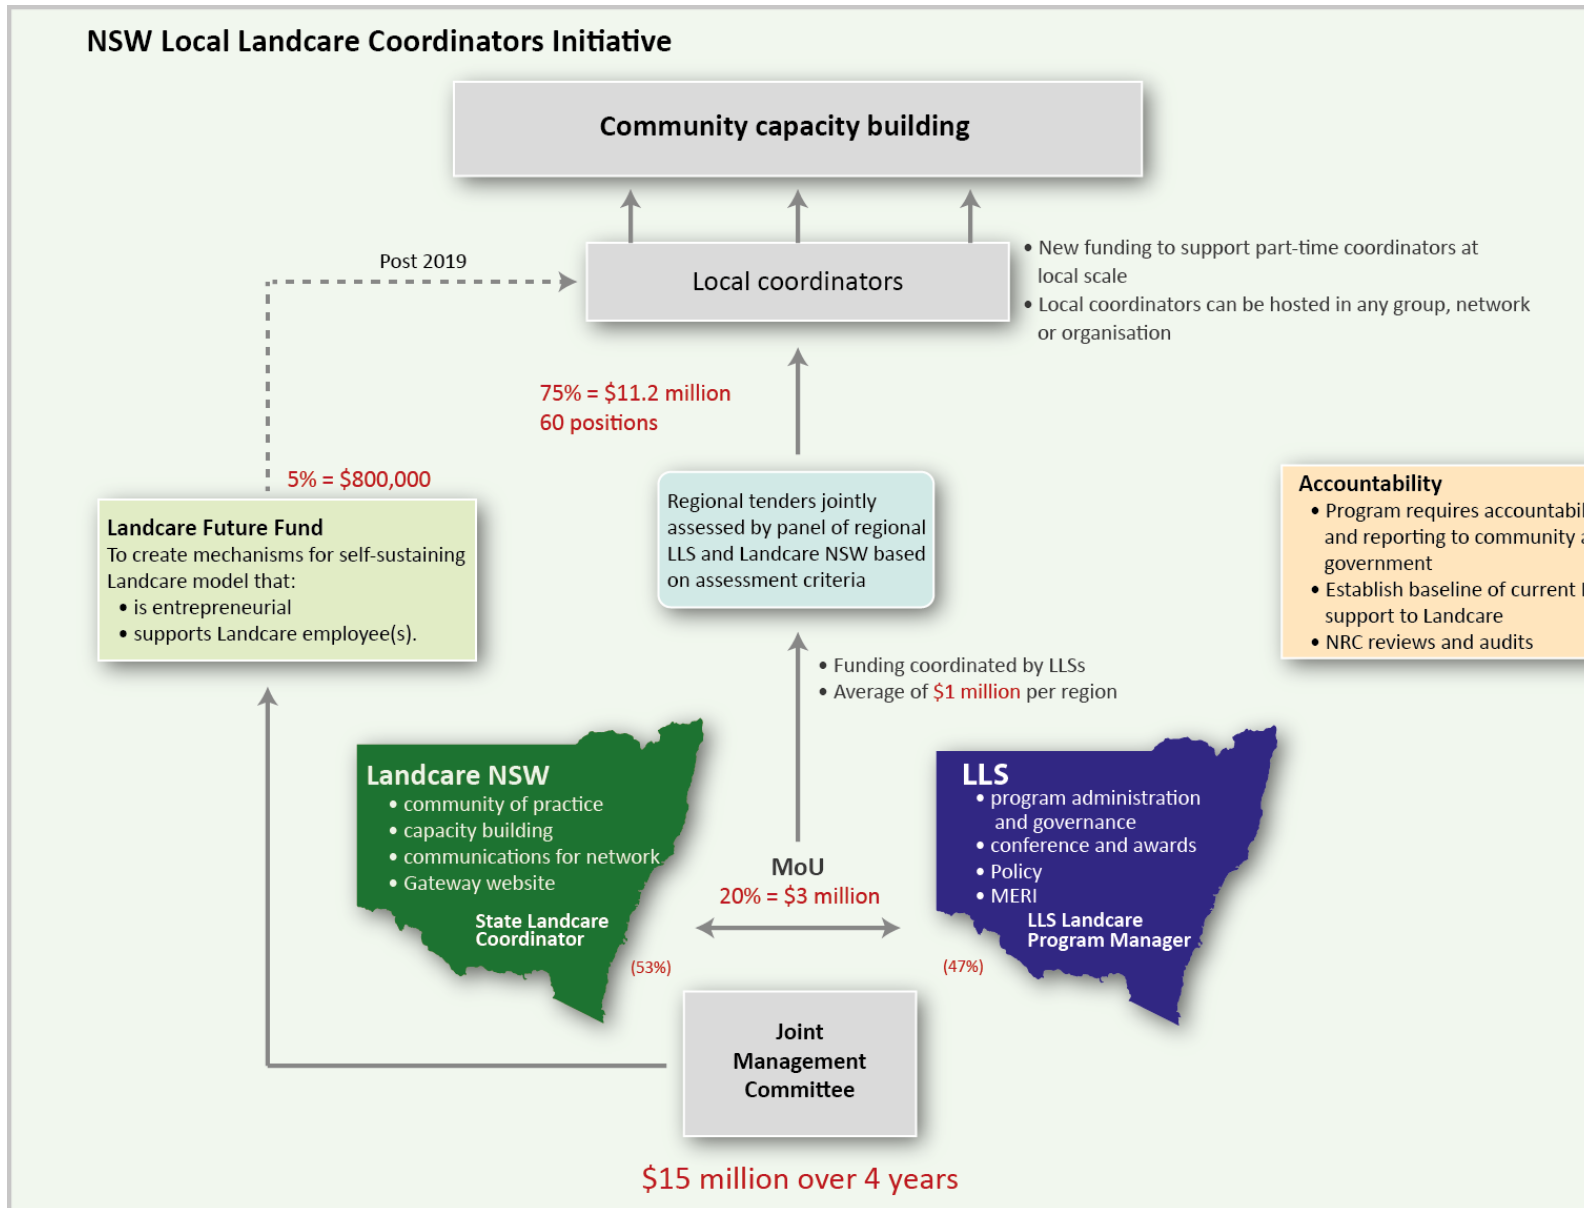 NSW Local Landcare Coordinators Initiative
Community capacity building
Post 2019
Local coordinators
• New funding to support part-time coordinators at
local scale
• Local coordinators can be hosted in any group, network
or organisation
75% = $11.2 million
60 positions
5% = $800,000
Landcare Future Fund
To create mechanisms for self-sustaining
Landcare model that:
• is entrepreneurial
• supports Landcare employee(s).
Regional tenders jointly
assessed by panel of regional
LLS and Landcare NSW based
on assessment criteria
Accountability
• Program requires
and reporting to community
government
• Establish baseline of current
support to Landcare
• NRC reviews and audits
• Funding coordinated by LLSs
• Average of $1 million per region
Landcare NSW
• community of practice
• capacity building
• communications for network
• Gateway website
State Landcare
Coordinator
(53%)
MoU
20% = $3 million
LLS
• program administration
and governance
• conference and awards
• Policy
• MERI
LLS Landcare
Program Manager
(47%)
Joint
Management
Committee
$15 million over 4 years